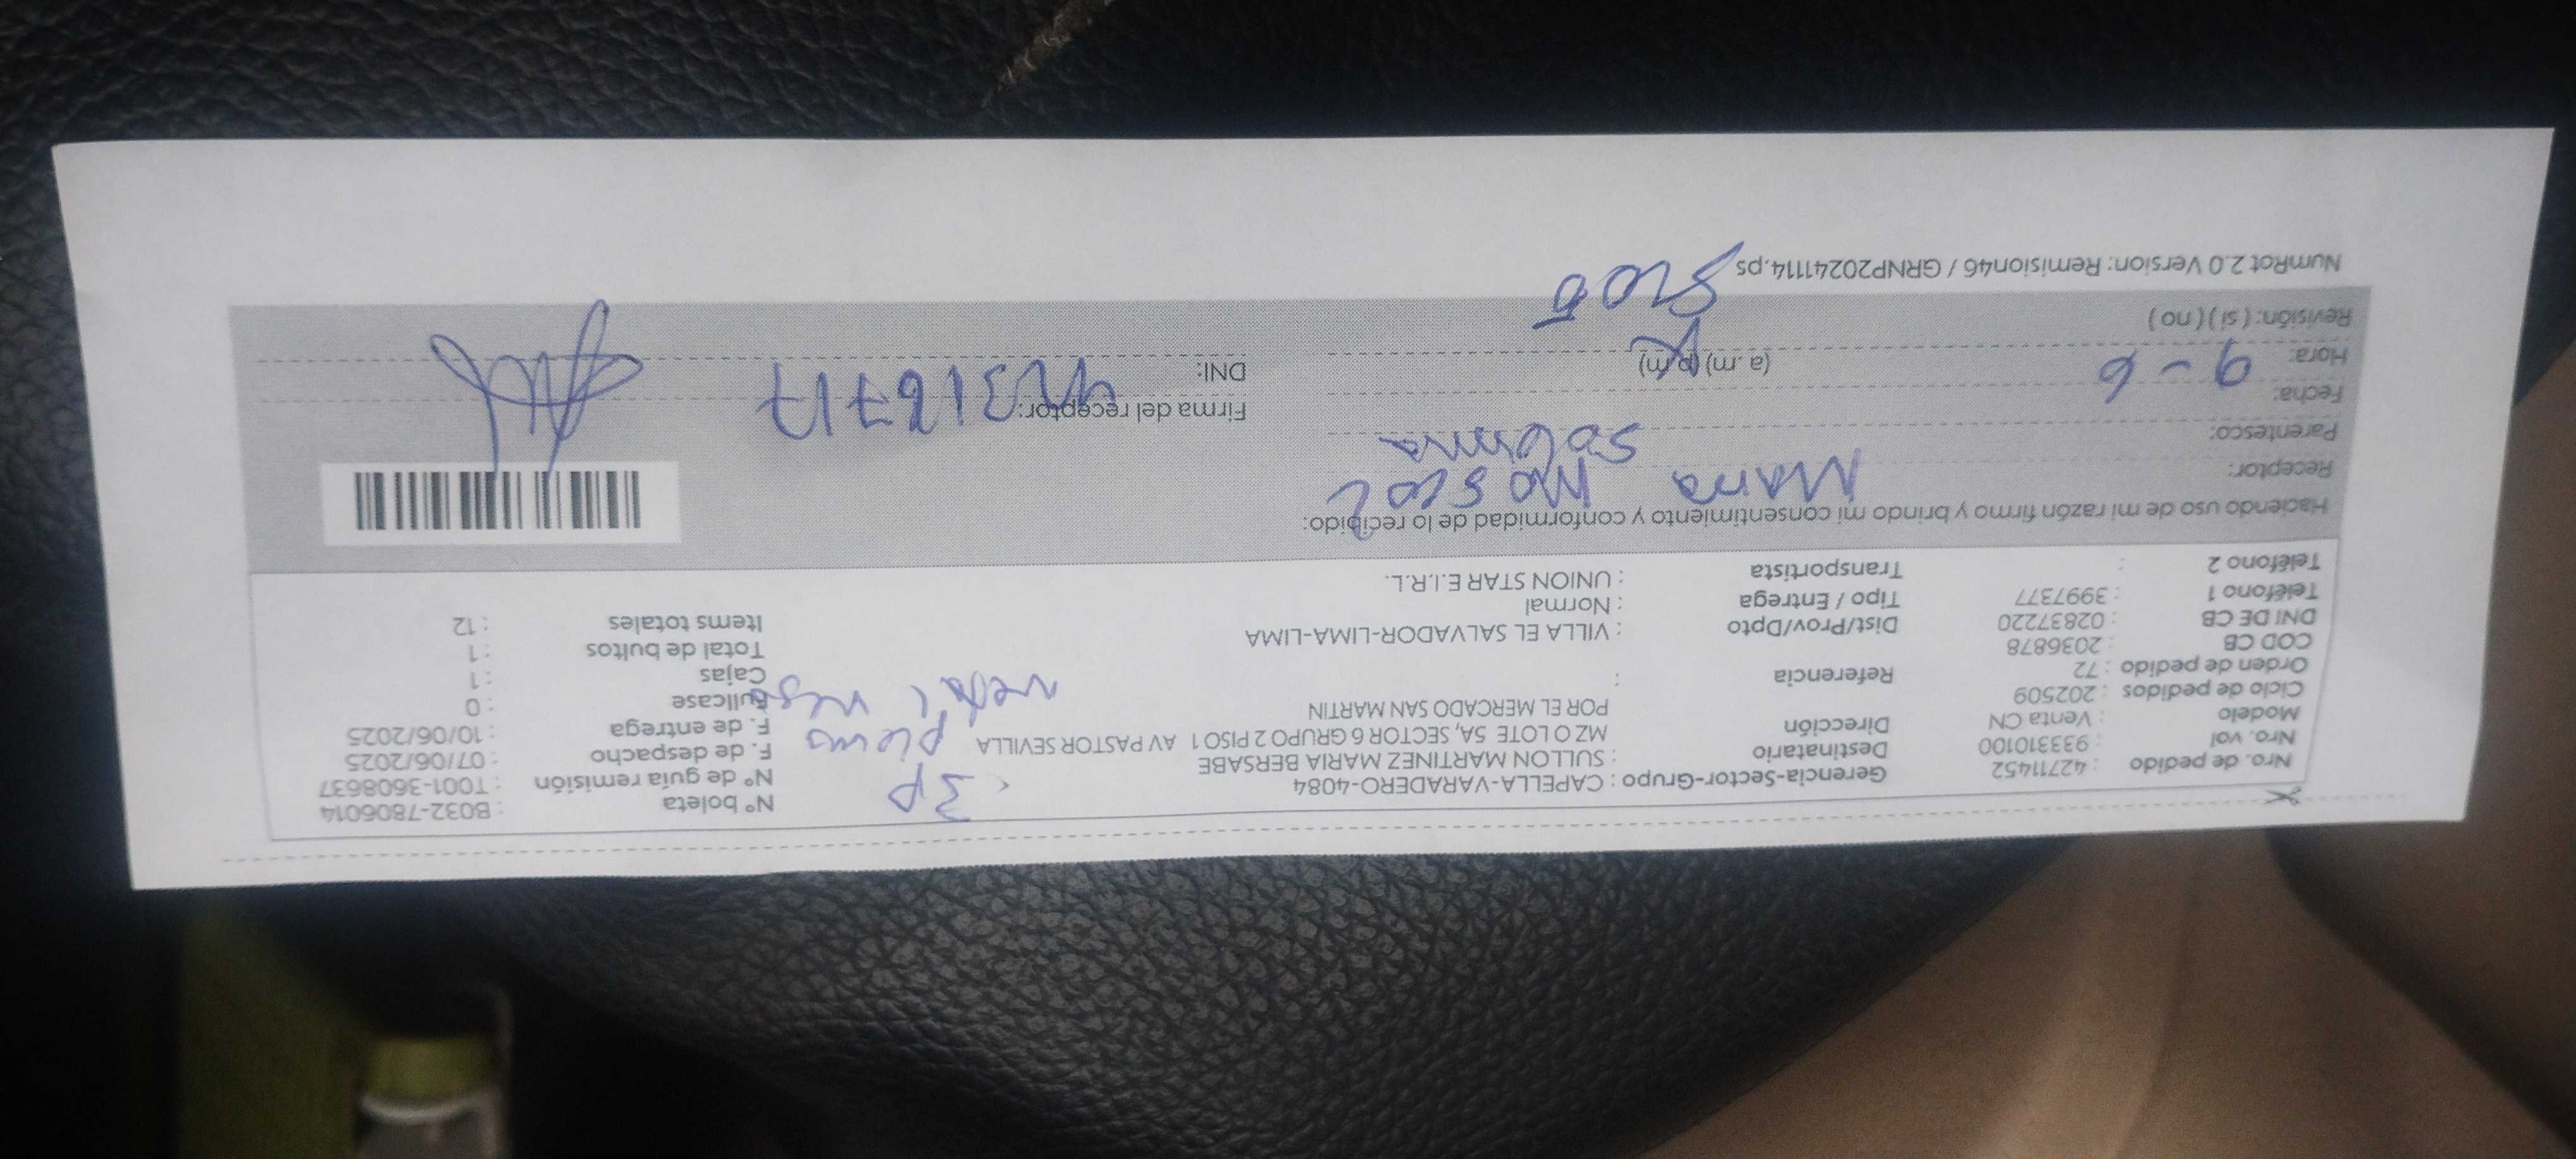 Nro. de pedido : 42711452
Nro. vol : 933310100
Modelo : Venta CN
Ciclo de pedidos : 202509
Orden de pedido : 72
COD CB : 2036878
DNI DE CB : 02837220
Teléfono 1 : 3997377
Teléfono 2 :
Gerencia-Sector-Grupo : CAPELLA-VARADERO-4084
Destinatario : SULLON MARTINEZ MARIA BERSABE
Dirección MZ O LOTE 5A, SECTOR 6 GRUPO 2 PISO 1 AV PASTOR SEVILLA
POR EL MERCADO SAN MARTIN
Referencia :
Dist/Prov/Dpto : VILLA EL SALVADOR-LIMA-LIMA
Tipo / Entrega : Normal
Transportista : UNION STAR E.I.R.L.
3P
N° boleta : B032-7806014
N° de guía remisión : T001-3608637
F. de despacho : 07/06/2025
F. de entrega : 10/06/2025
Fullcase : 0
Cajas : 1
Total de bultos : 1
Items totales : 12
Haciendo uso de mi razón firmo y brindo mi consentimiento y conformidad de lo recibido:
Receptor: Maria
Parentesco:
Fecha: 9-6
Hora: (a.m) (p.m)
Revisión: ( si ) ( no )
Firma del receptor:
DNI:
NumRot 2.0 Version: Remision46 / GRNP20241114.ps